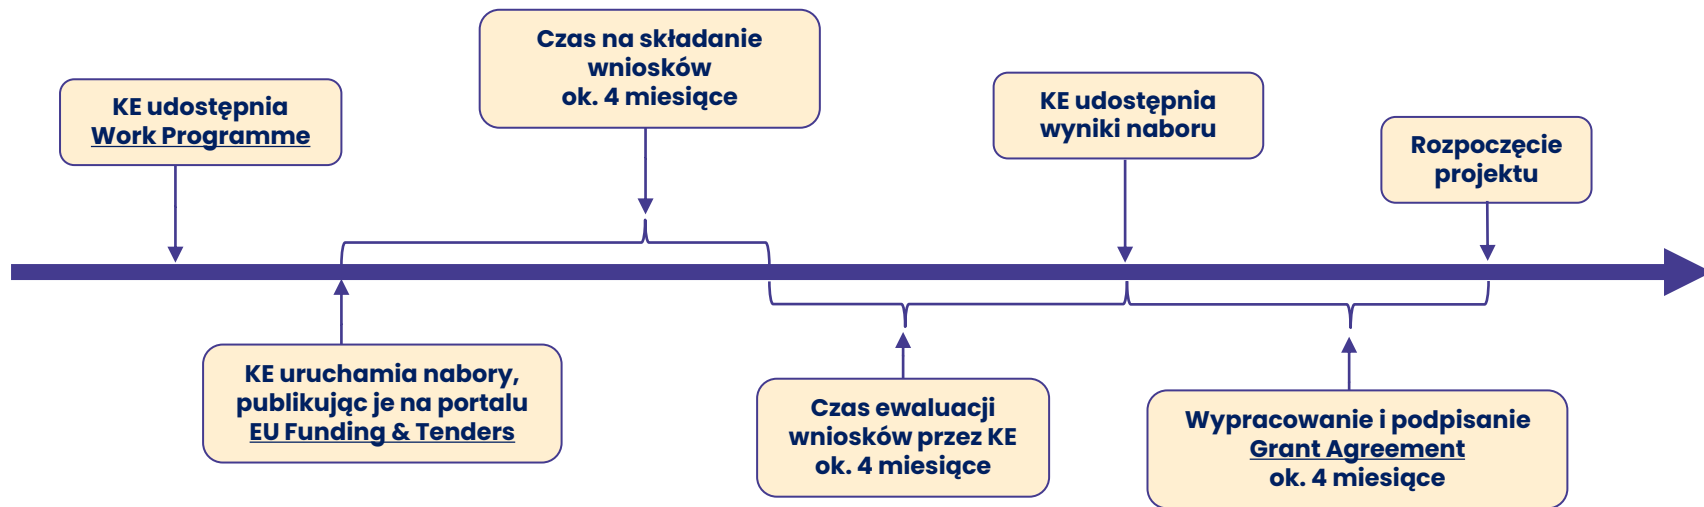 KE udostępnia
Work Programme
KE uruchamia nabory,
publikując je na portalu
EU Funding & Tenders
Czas na składanie
wniosków
ok. 4 miesiące
Czas ewaluacji
wniosków przez KE
ok. 4 miesiące
KE udostępnia
wyniki naboru
Wypracowanie i podpisanie
Grant Agreement
ok. 4 miesiące
Rozpoczęcie
projektu